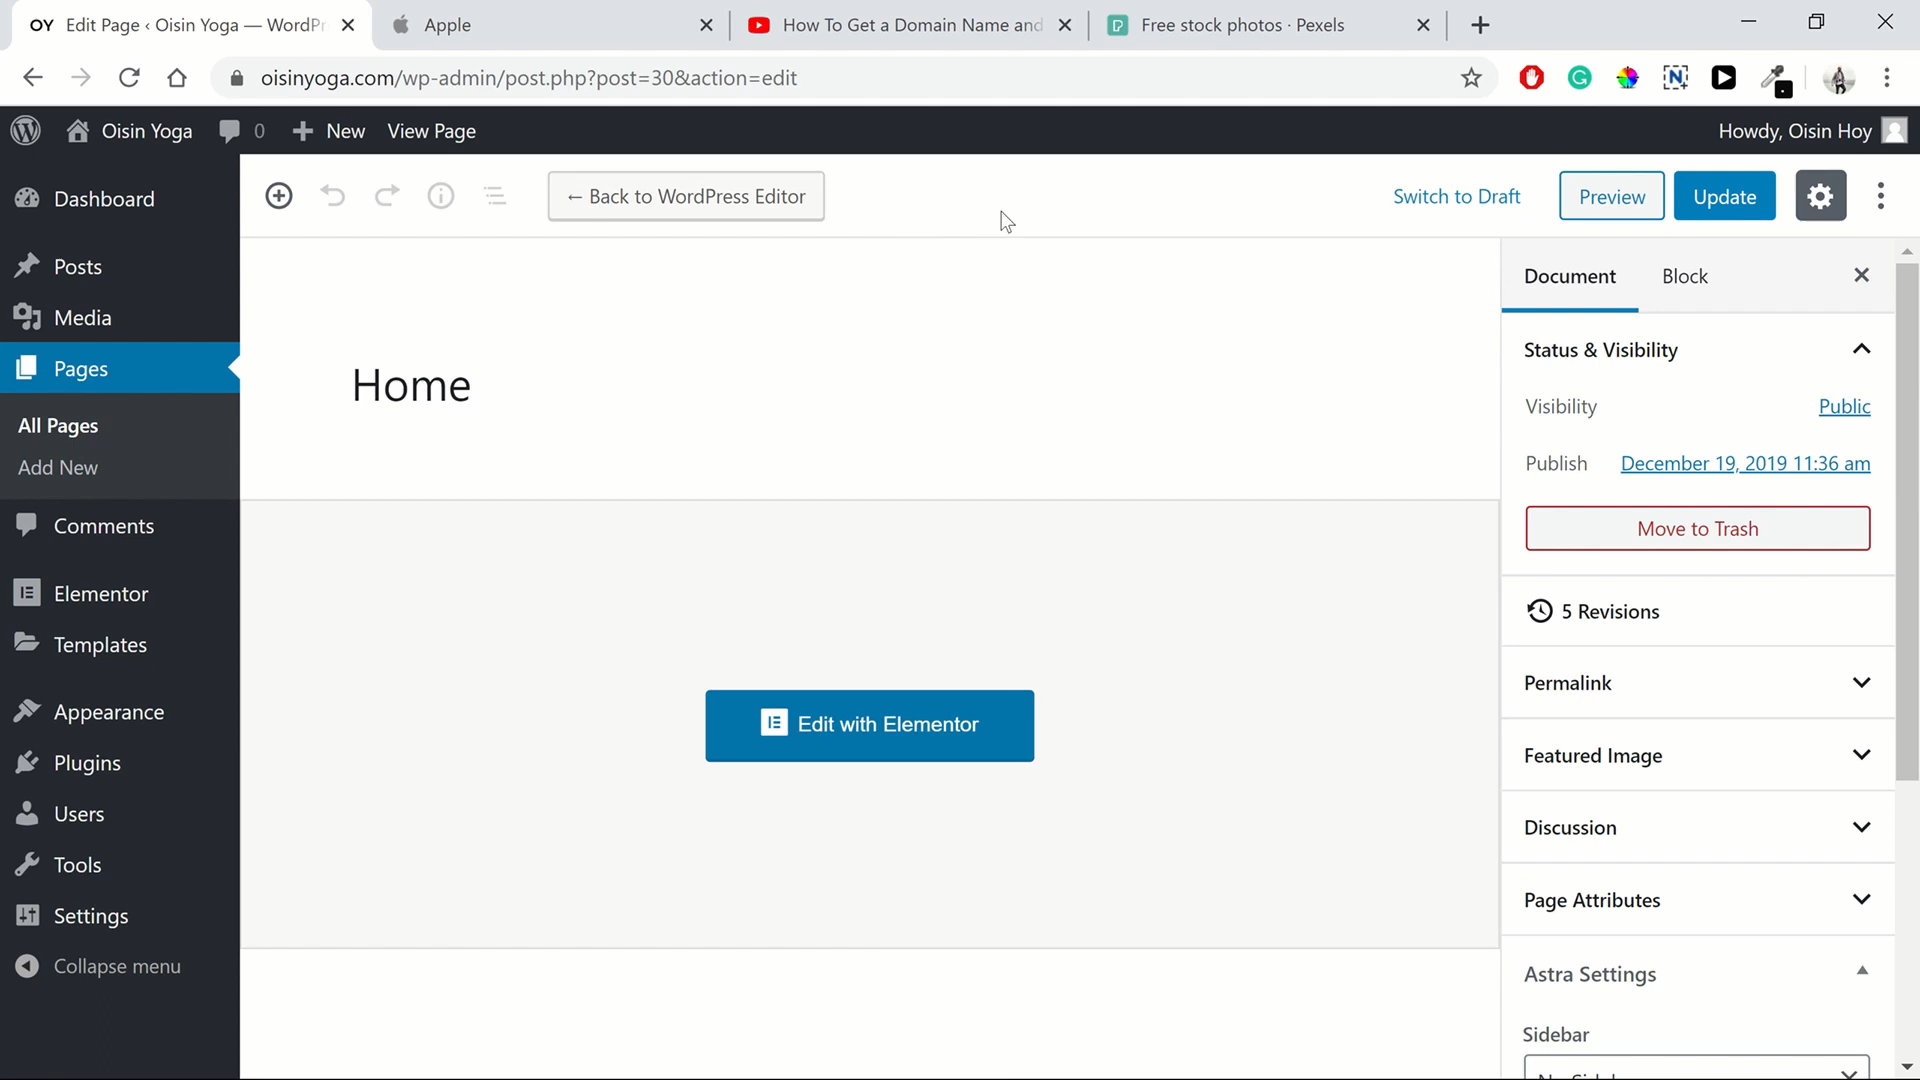 OY Edit Page ‹ Oisin Yoga — WordPr
Apple
How To Get a Domain Name and
Free stock photos · Pexels
oisinyoga.com/wp-admin/post.php?post=30&action=edit
Oisin Yoga
0
New
View Page
Howdy, Oisin Hoy
Dashboard
Posts
Media
Pages
All Pages
Add New
Comments
Elementor
Templates
Appearance
Plugins
Users
Tools
Settings
Collapse menu
← Back to WordPress Editor
Switch to Draft
Preview
Update
Home
Edit with Elementor
Document
Block
Status & Visibility
Visibility
Public
Publish
December 19, 2019 11:36 am
Move to Trash
5 Revisions
Permalink
Featured Image
Discussion
Page Attributes
Astra Settings
Sidebar